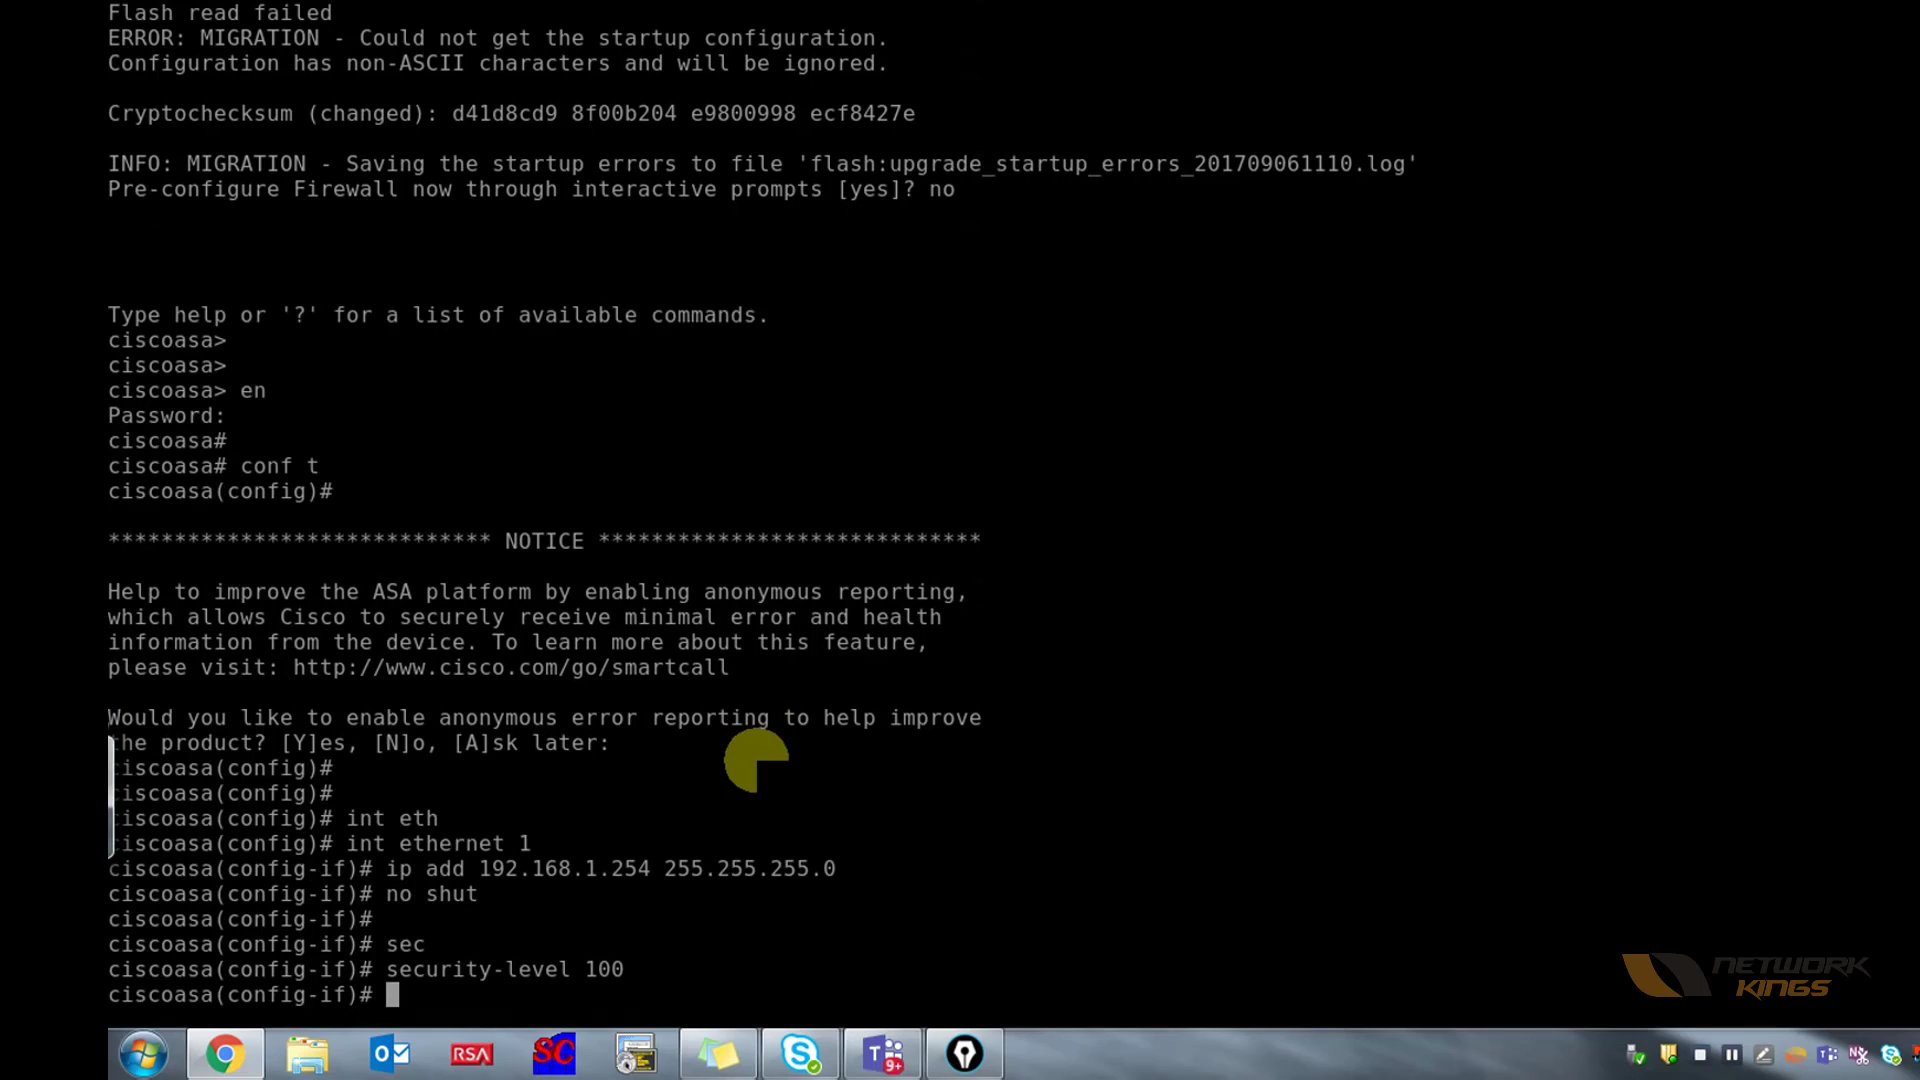 Flash read failed
ERROR: MIGRATION - Could not get the startup configuration.
Configuration has non-ASCII characters and will be ignored.
Cryptochecksum (changed): d41d8cd9 8f00b204 e9800998 ecf8427e
INFO: MIGRATION - Saving the startup errors to file 'flash:upgrade_startup_errors_201709061110.log'
Pre-configure Firewall now through interactive prompts [yes]? no
Type help or '?' for a list of available commands.
ciscoasa>
ciscoasa>
ciscoasa> en
Password:
ciscoasa#
ciscoasa# conf t
ciscoasa(config)#
***************************** NOTICE *****************************
Help to improve the ASA platform by enabling anonymous reporting,
which allows Cisco to securely receive minimal error and health
information from the device. To learn more about this feature,
please visit: http://www.cisco.com/go/smartcall
Would you like to enable anonymous error reporting to help improve
the product? [Y]es, [N]o, [A]sk later:
ciscoasa(config)#
ciscoasa(config)#
ciscoasa(config)# int eth
ciscoasa(config)# int ethernet 1
ciscoasa(config-if)# ip add 192.168.1.254 255.255.255.0
ciscoasa(config-if)# no shut
ciscoasa(config-if)#
ciscoasa(config-if)# sec
ciscoasa(config-if)# security-level 100
ciscoasa(config-if)#
NETWORK
KINGS
RSA
SC
9+